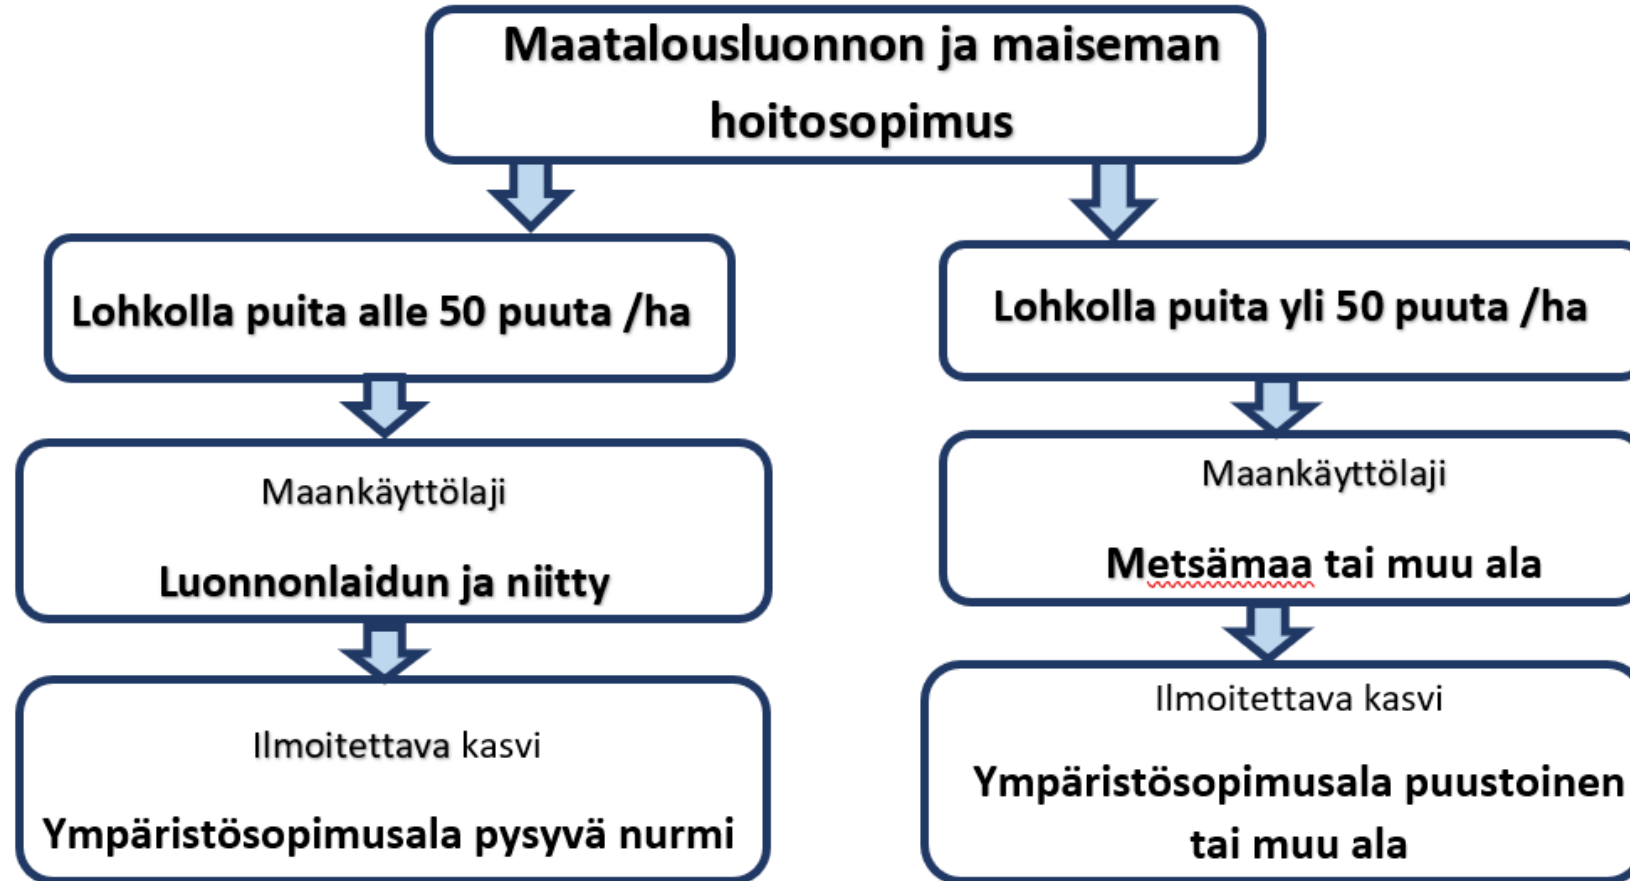 Maatalousluonnon ja maiseman
hoitosopimus
Lohkolla puita alle 50 puuta /ha
Lohkolla puita yli 50 puuta /ha
Maankäyttölaji
Luonnonlaidun ja niitty
Maankäyttölaji
Metsämaa tai muu ala
Ilmoitettava kasvi
Ympäristösopimusala pysyvä nurmi
Ilmoitettava kasvi
Ympäristösopimusala puustoinen
tai muu ala